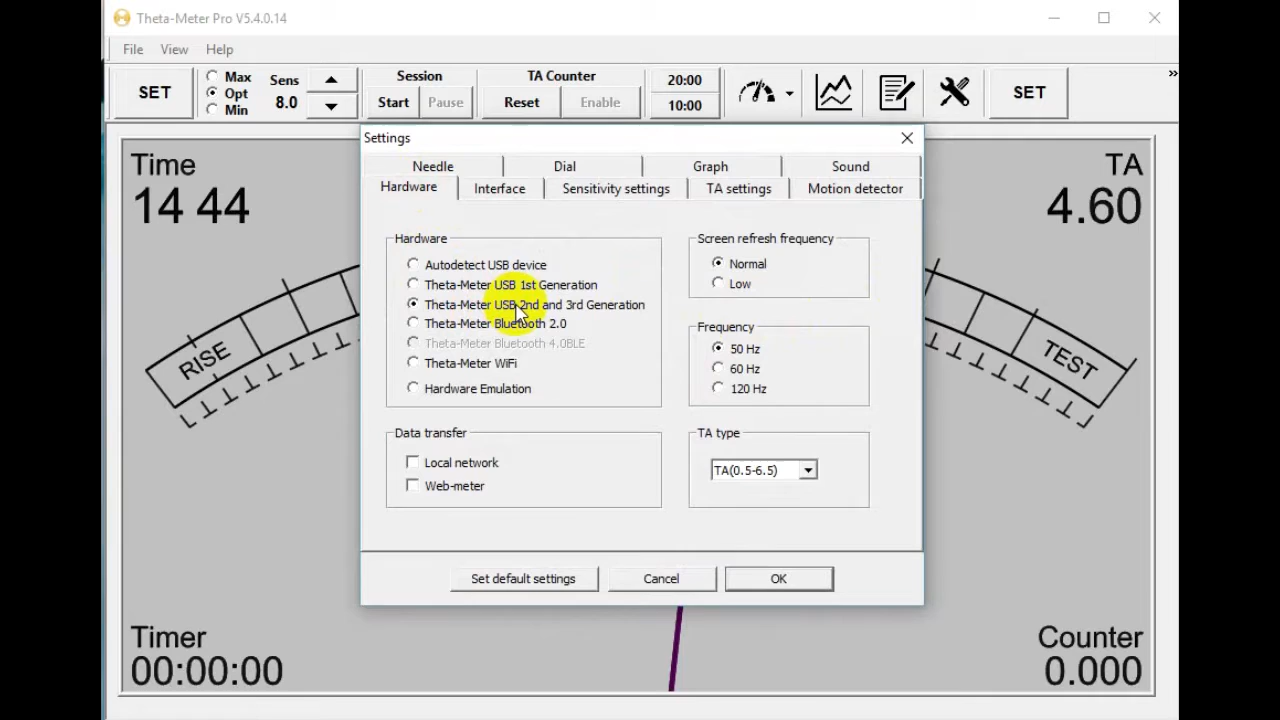 Theta-Meter Pro V5.4.0.14
File View Help
SET
Max
Opt
Min
Sens
8.0
Session
Start Pause
TA Counter
Reset Enable
20:00
10:00
SET
»
Time
14 44
TA
4.60
RISE
TEST
Settings
Needle Dial Graph Sound
Hardware Interface Sensitivity settings TA settings Motion detector
Hardware
Autodetect USB device
Theta-Meter USB 1st Generation
Theta-Meter USB 2nd and 3rd Generation
Theta-Meter Bluetooth 2.0
Theta-Meter Bluetooth 4.0BLE
Theta-Meter WiFi
Hardware Emulation
Data transfer
Local network
Web-meter
Screen refresh frequency
Normal
Low
Frequency
50 Hz
60 Hz
120 Hz
TA type
TA(0.5-6.5)
Set default settings Cancel OK
Timer
00:00:00
Counter
0.000